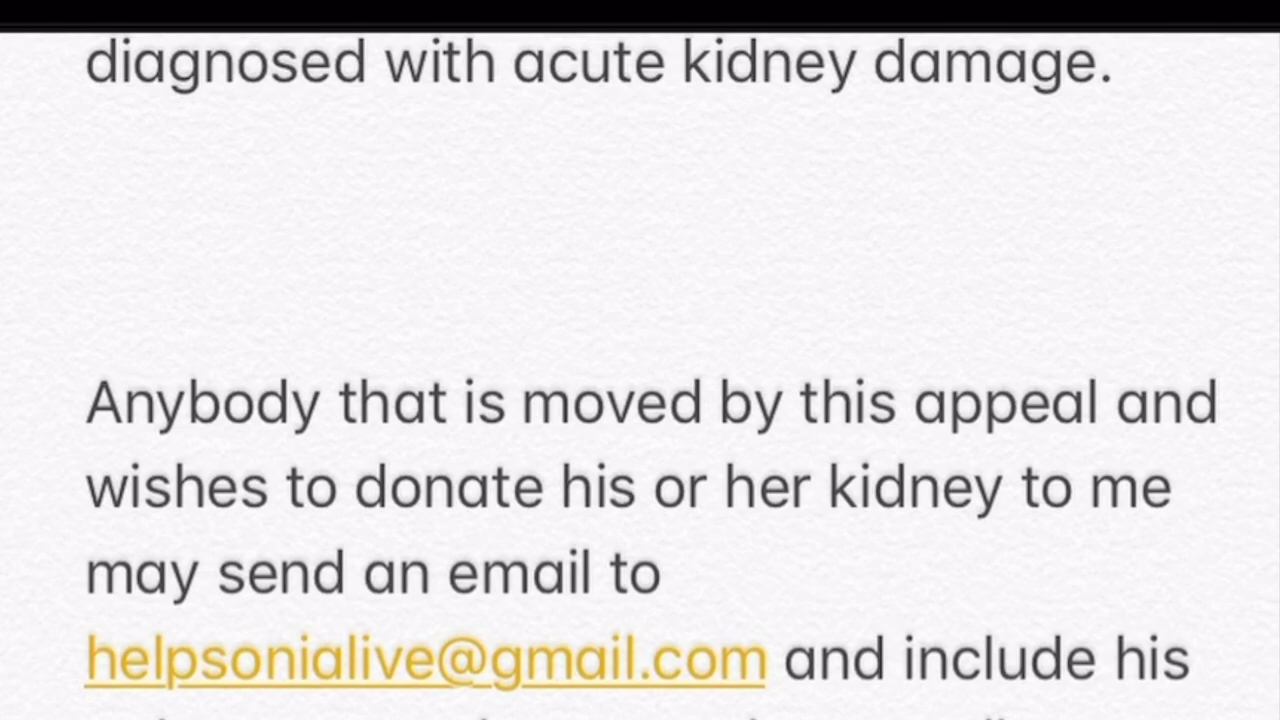 diagnosed with acute kidney damage.
Anybody that is moved by this appeal and
wishes to donate his or her kidney to me
may send an email to
helpsonialive@gmail.com and include his